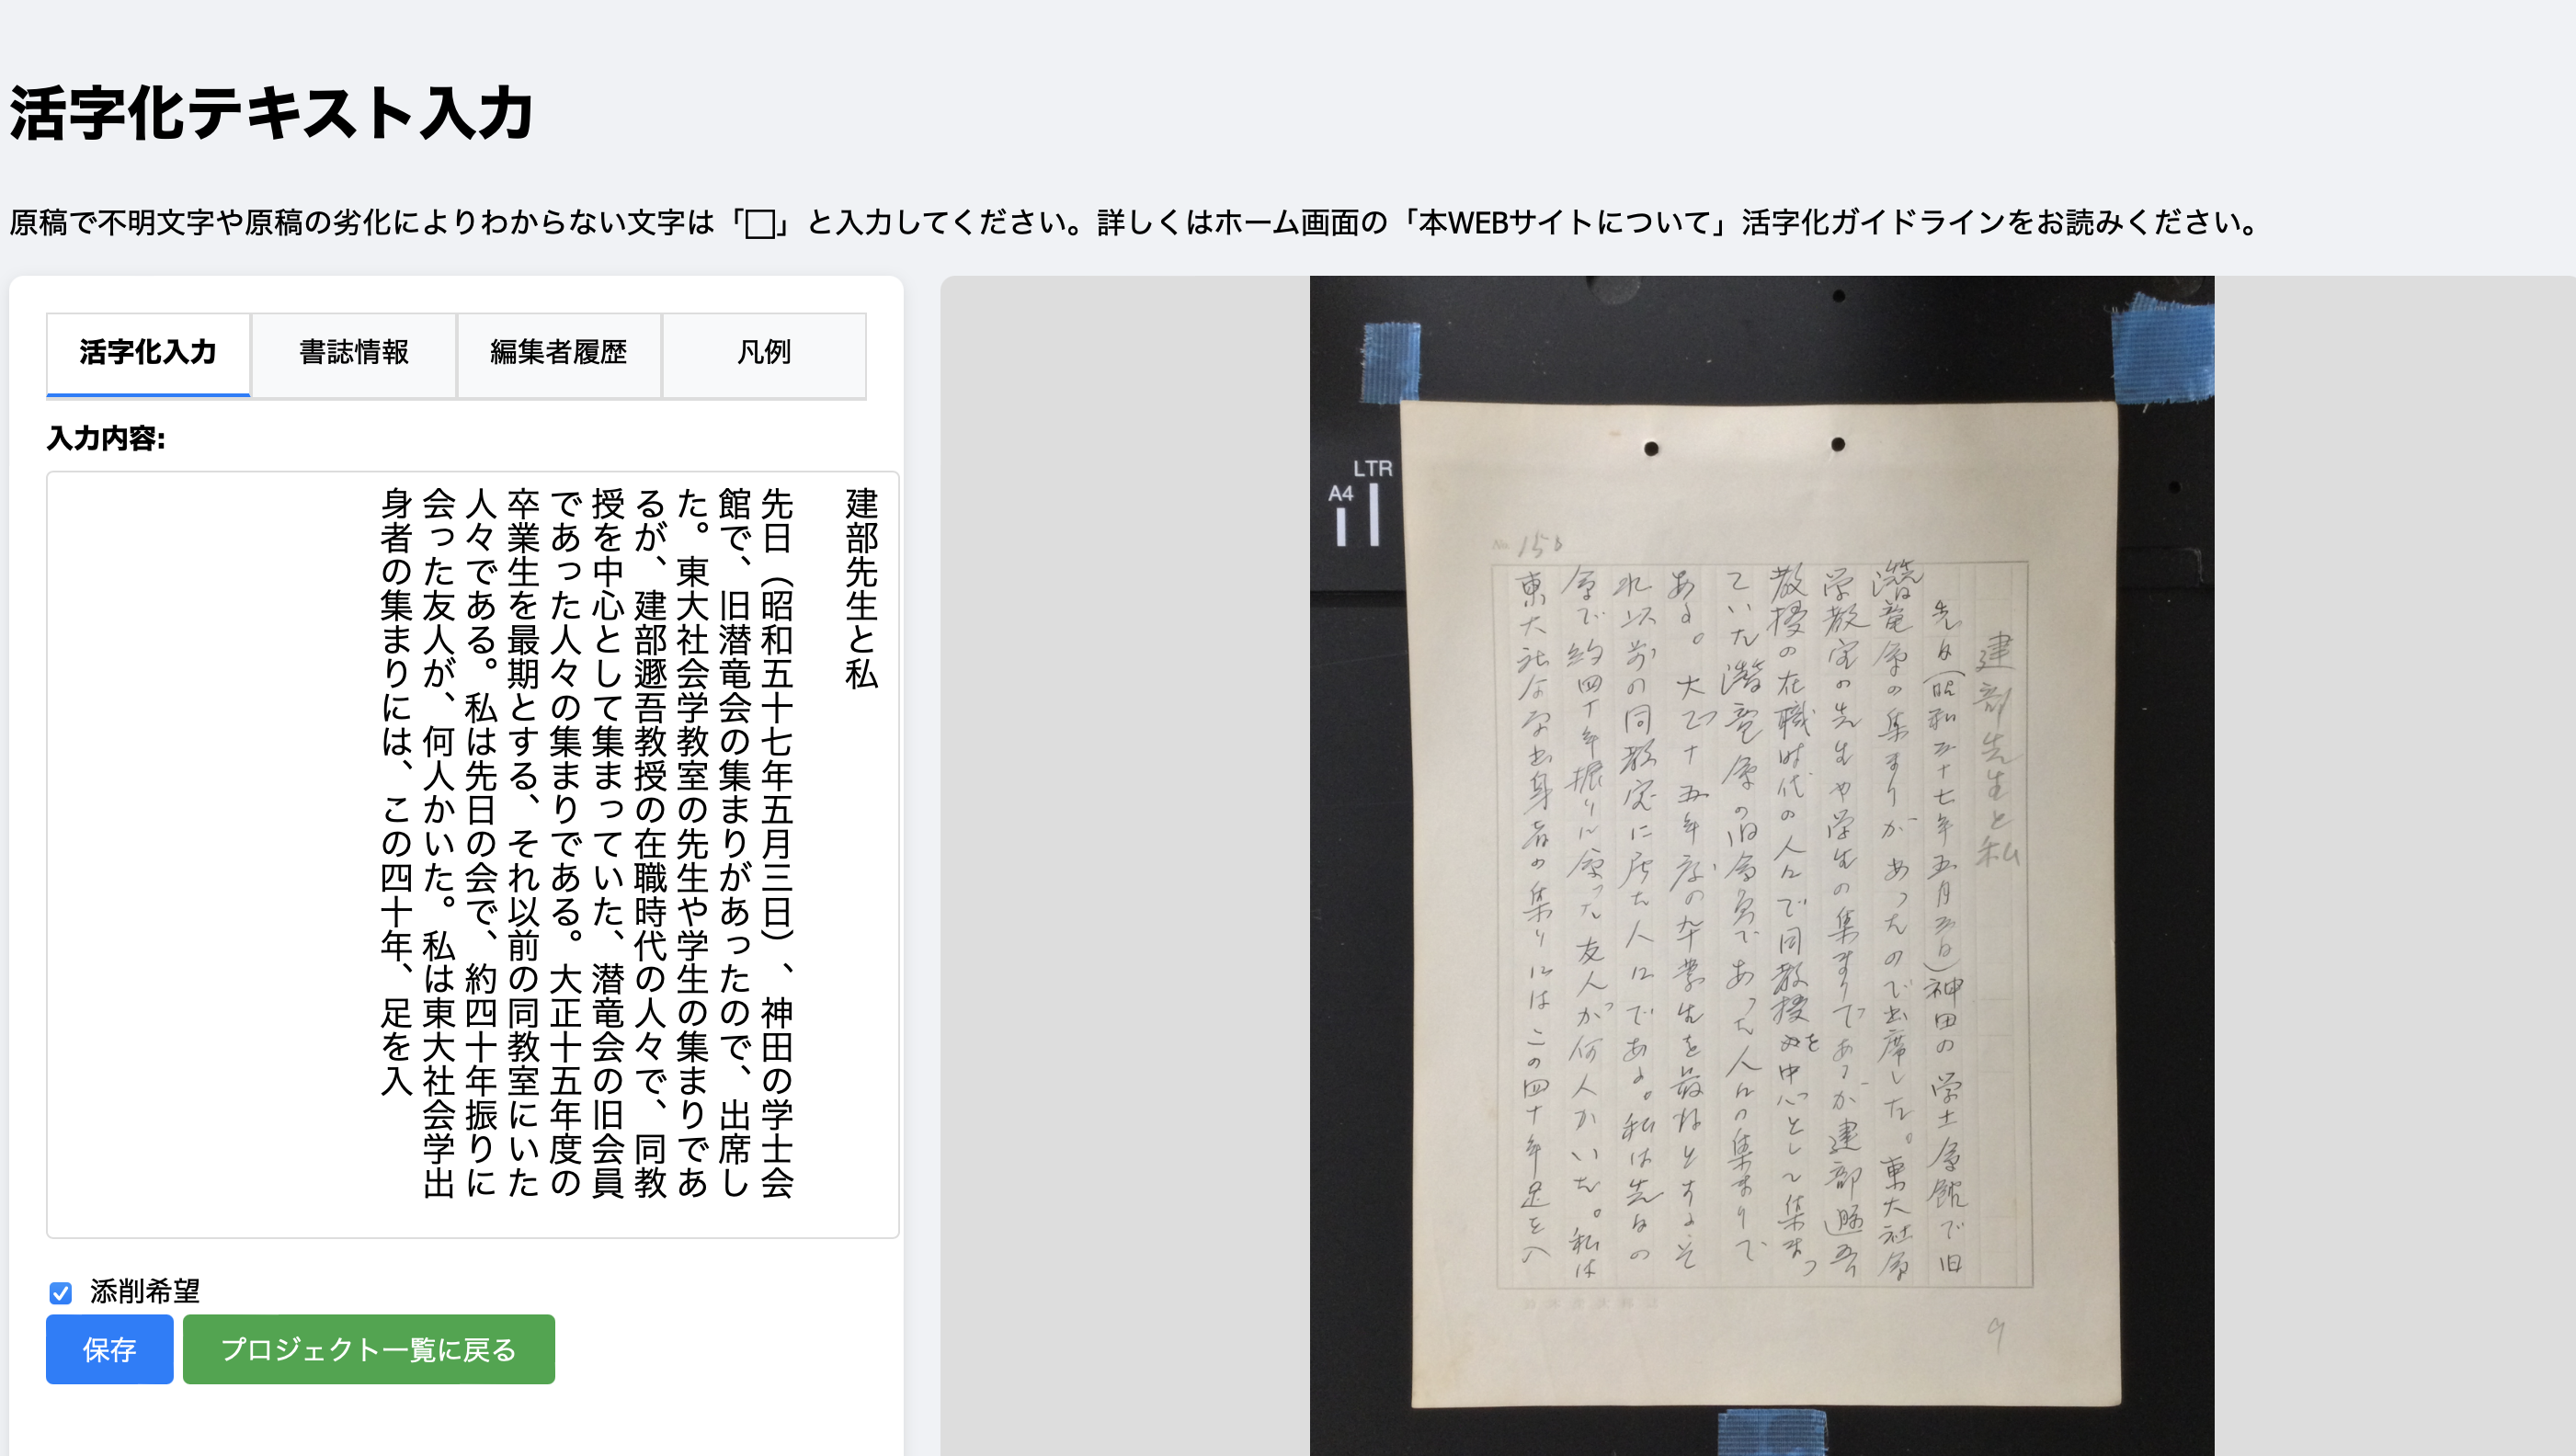 活字化テキスト入力
原稿で不明文字や原稿の劣化によりわからない文字は「□」と入力してください。詳しくはホーム画面の「本WEBサイトについて」活字化ガイドラインをお読みください。
活字化入力
書誌情報
編集者履歴
凡例
入力内容:
建部先生と私
先日（昭和五十七年五月三日）、神田の学士会
館で、旧潜竜会の集まりがあったので、出席し
た。東大社会学教室の先生や学生の集まりであ
るが、建部遯吾教授の在職時代の人々で、同教
授を中心として集まっていた、潜竜会の旧会員
であった人々の集まりである。大正十五年度の
卒業生を最期とする、それ以前の同教室にいた
人々である。私は先日の会で、約四十年振りに
会った友人が、何人かいた。私は東大社会学出
身者の集まりには、この四十年、足を入
添削希望
保存
プロジェクト一覧に戻る
LTR
A4
No 156
建部先生と私
先日(昭和五十七年五月三日)神田の学士会館で旧
潜竜会の集まりがあったので出席した。東大社会
学教室の先生や学生の集まりであるが建部遯吾
教授の在職時代の人々で同教授を中心として集まっ
ていた潜竜会の旧会員であった人々の集まりで
ある。大正十五年度の卒業生を最期とするそ
れ以前の同教室に居た人々である。私は先日の
会で約四十年振りに会った友人が何人かいた。私は
東大社会学出身者の集りにはこの四十年足を入
9